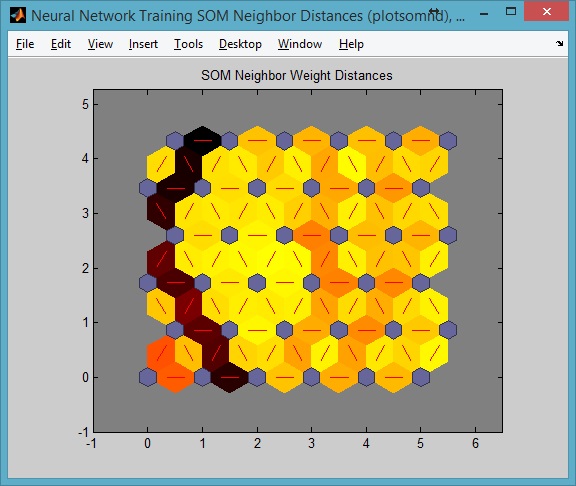 Neural Network Training SOM Neighbor Distances (plotsomnd), ...
File Edit View Insert Tools Desktop Window Help
SOM Neighbor Weight Distances
5
4
3
2
1
0
-1
-1 0 1 2 3 4 5 6